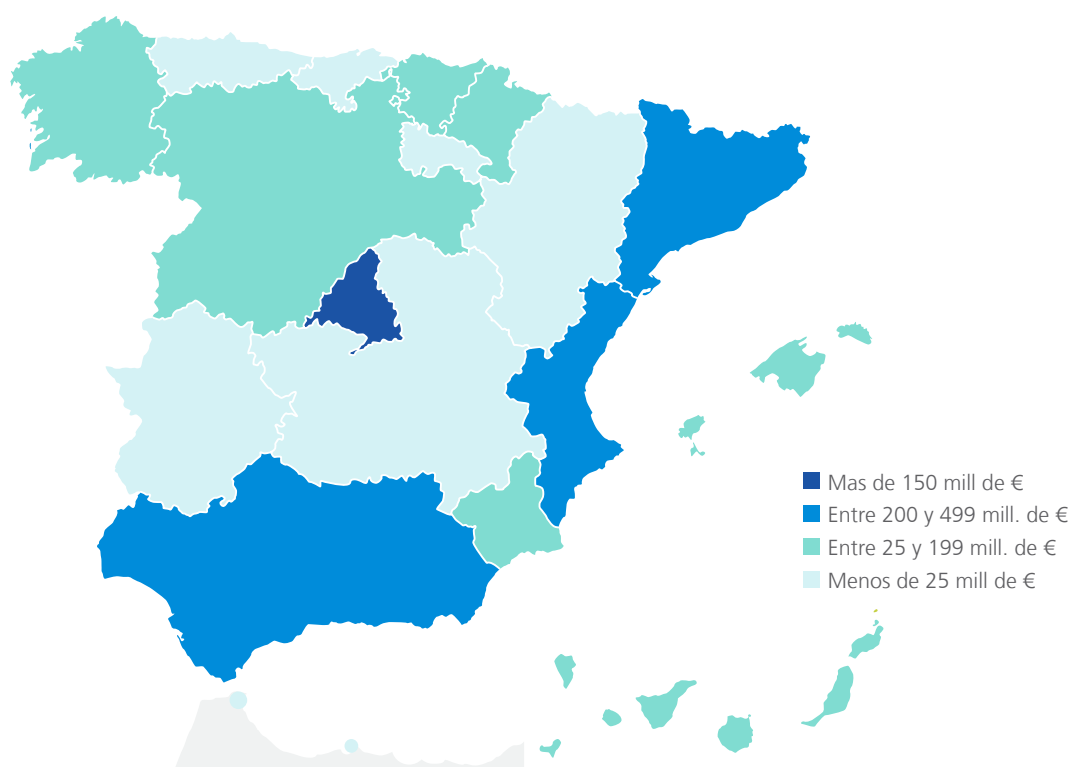 Mas de 150 mill de €
Entre 200 y 499 mill. de €
Entre 25 y 199 mill. de €
Menos de 25 mill de €